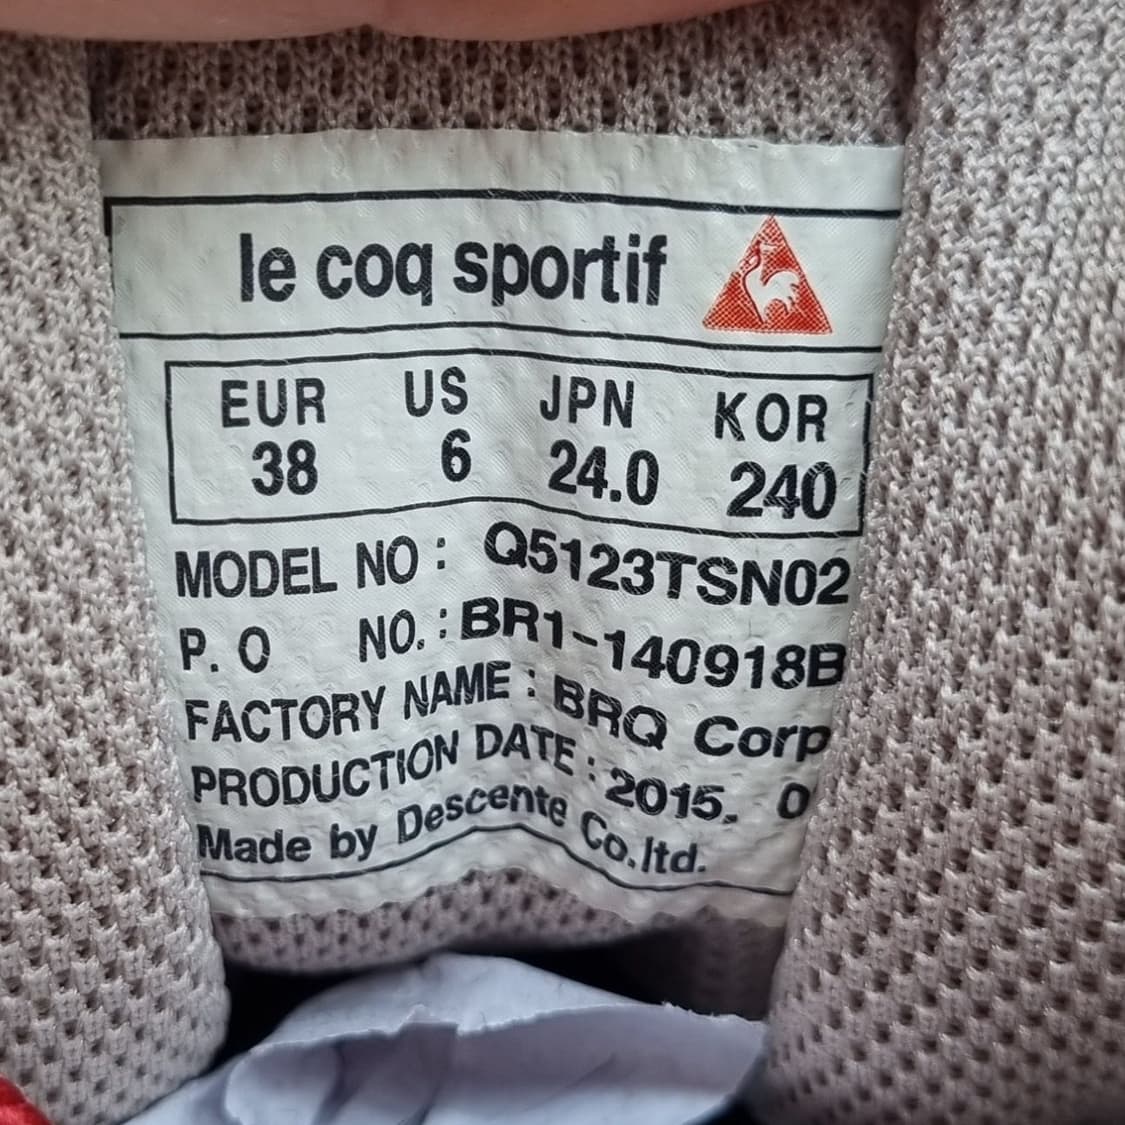 le coq sportif
EUR US JPN KOR
38 6 24.0 240
MODEL NO : Q5123TSN02
P. O NO. : BR1-140918B
FACTORY NAME : BRQ Corp
PRODUCTION DATE : 2015. 0
Made by Descente Co.ltd.